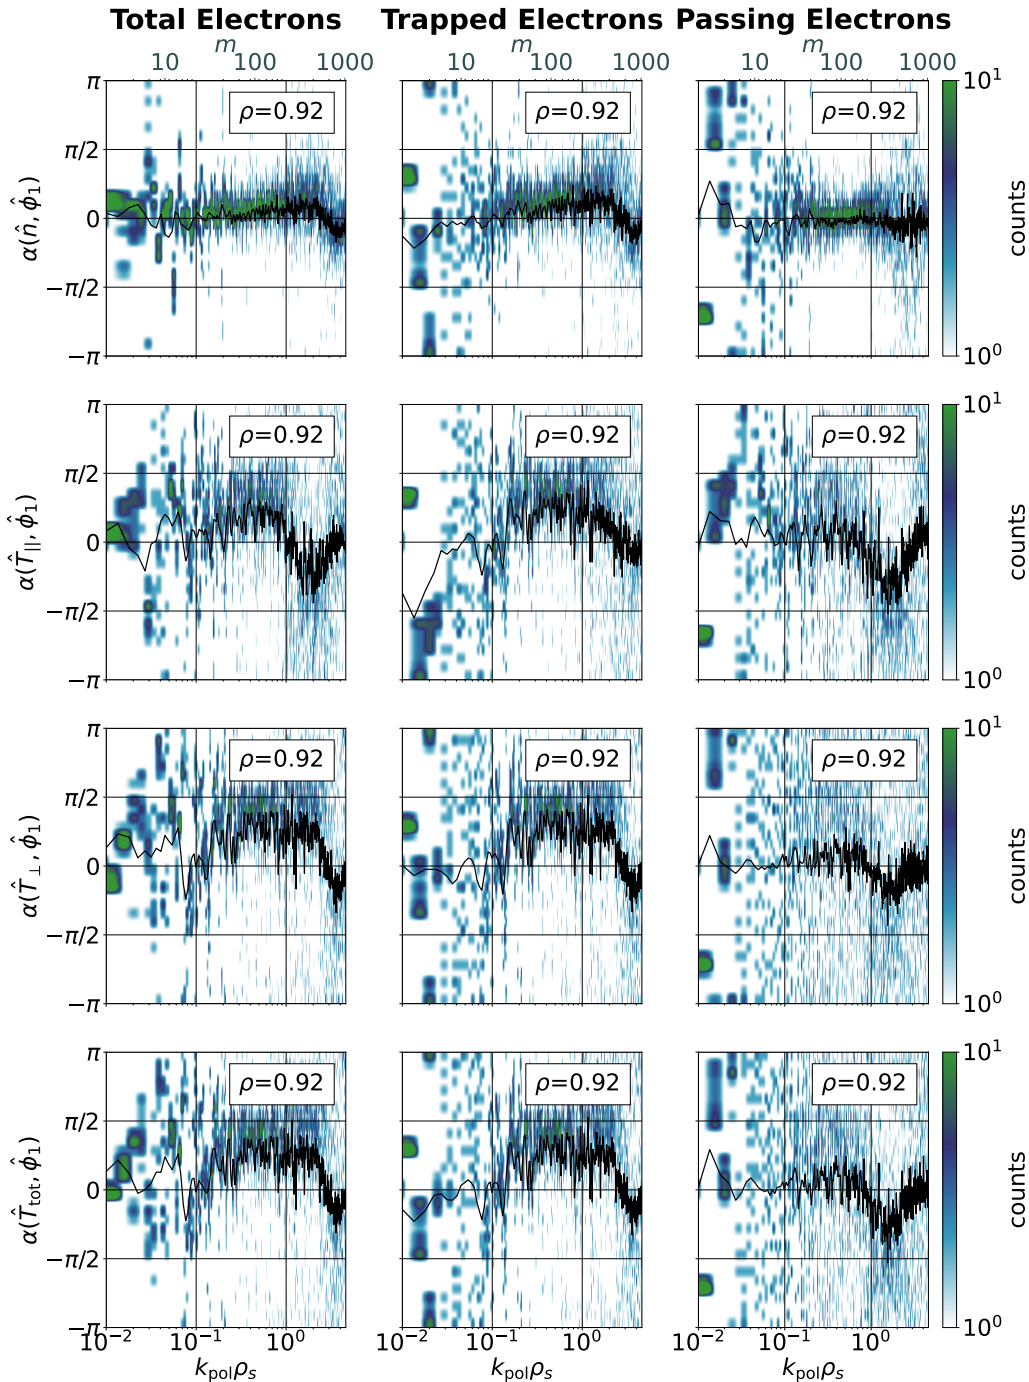 Total Electrons Trapped Electrons Passing Electrons
m m m
10 100 1000 10 100 1000 10 100 1000
π ρ=0.92 ρ=0.92 ρ=0.92 10¹
π/2
α(n̂, ϕ̂₁) 0 counts
−π/2
−π 10⁰
π ρ=0.92 ρ=0.92 ρ=0.92 10¹
π/2
α(T̂||, ϕ̂₁) 0 counts
−π/2
−π 10⁰
π ρ=0.92 ρ=0.92 ρ=0.92 10¹
π/2
α(T̂⊥, ϕ̂₁) 0 counts
−π/2
−π 10⁰
π ρ=0.92 ρ=0.92 ρ=0.92 10¹
π/2
α(T̂tot, ϕ̂₁) 0 counts
−π/2
−π 10⁰
10⁻² 10⁻¹ 10⁰ 10⁻² 10⁻¹ 10⁰ 10⁻² 10⁻¹ 10⁰
kpolρs kpolρs kpolρs